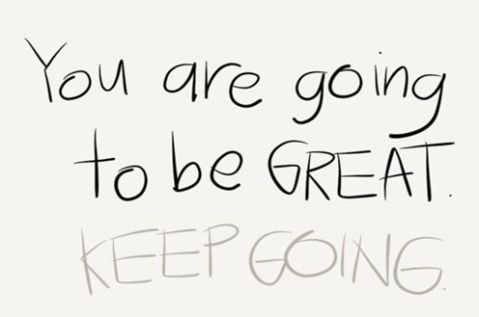 You are going
to be GREAT.
KEEP GOING.